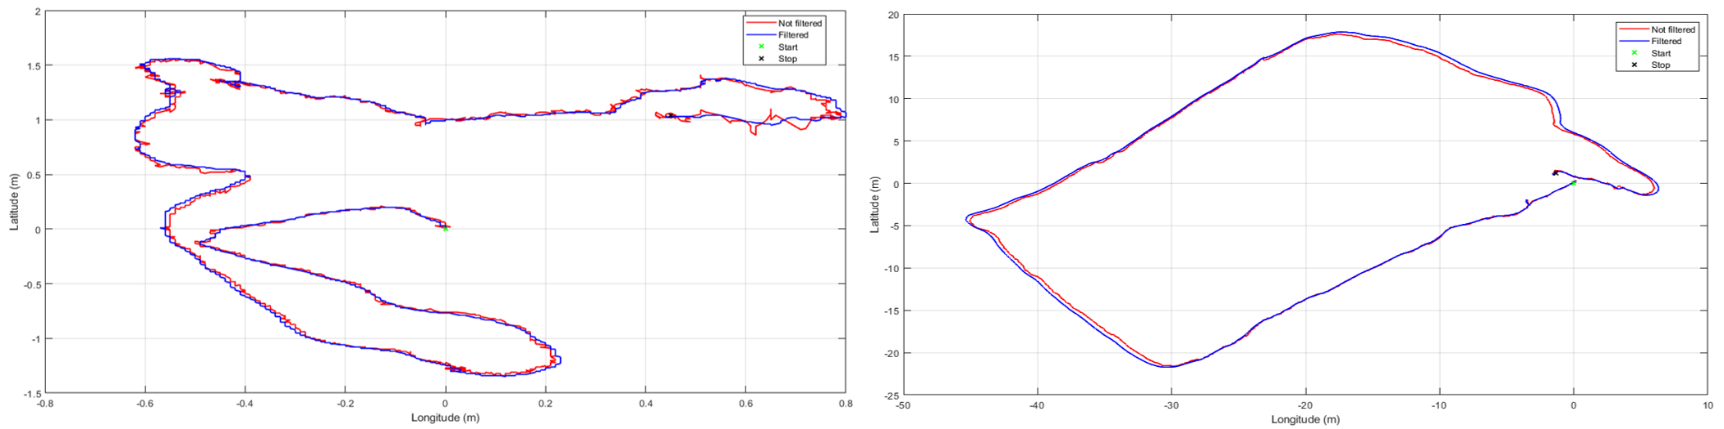 2
1.5
1
0.5
0
-0.5
-1
-1.5
Latitude (m)
-0.8 -0.6 -0.4 -0.2 0 0.2 0.4 0.6 0.8
Longitude (m)
Not filtered
Filtered
Start
Stop
20
15
10
5
0
-5
-10
-15
-20
-25
Latitude (m)
-50 -40 -30 -20 -10 0 10
Longitude (m)
Not filtered
Filtered
Start
Stop